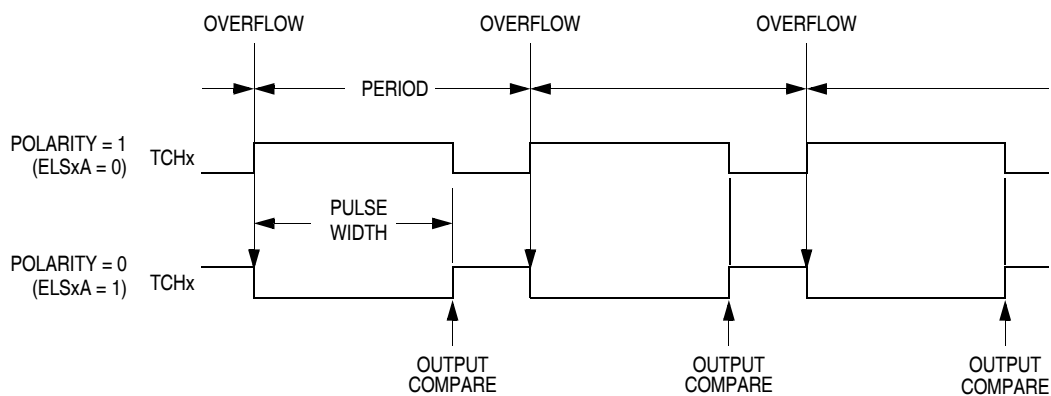 OVERFLOW OVERFLOW OVERFLOW
PERIOD
POLARITY = 1
(ELSxA = 0)
TCHx
PULSE
WIDTH
POLARITY = 0
(ELSxA = 1)
TCHx
OUTPUT
COMPARE
OUTPUT
COMPARE
OUTPUT
COMPARE